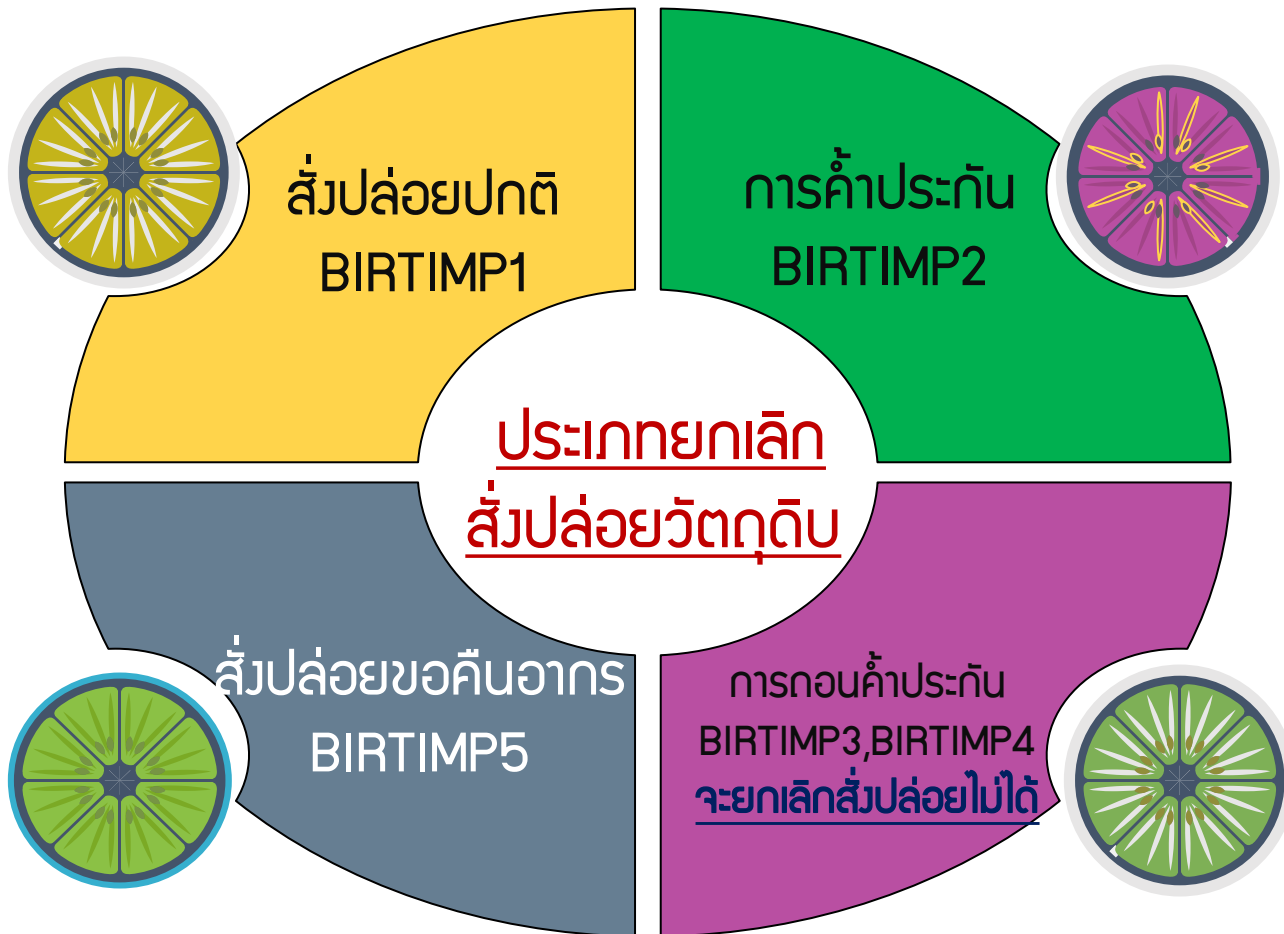 สั่งปล่อยปกติ
BIRTIMP1
การค้ำประกัน
BIRTIMP2
ประเภทยกเลิก
สั่งปล่อยวัตถุดิบ
สั่งปล่อยขอคืนอากร
BIRTIMP5
การถอนค้ำประกัน
BIRTIMP3,BIRTIMP4
จะยกเลิกสั่งปล่อยไม่ได้